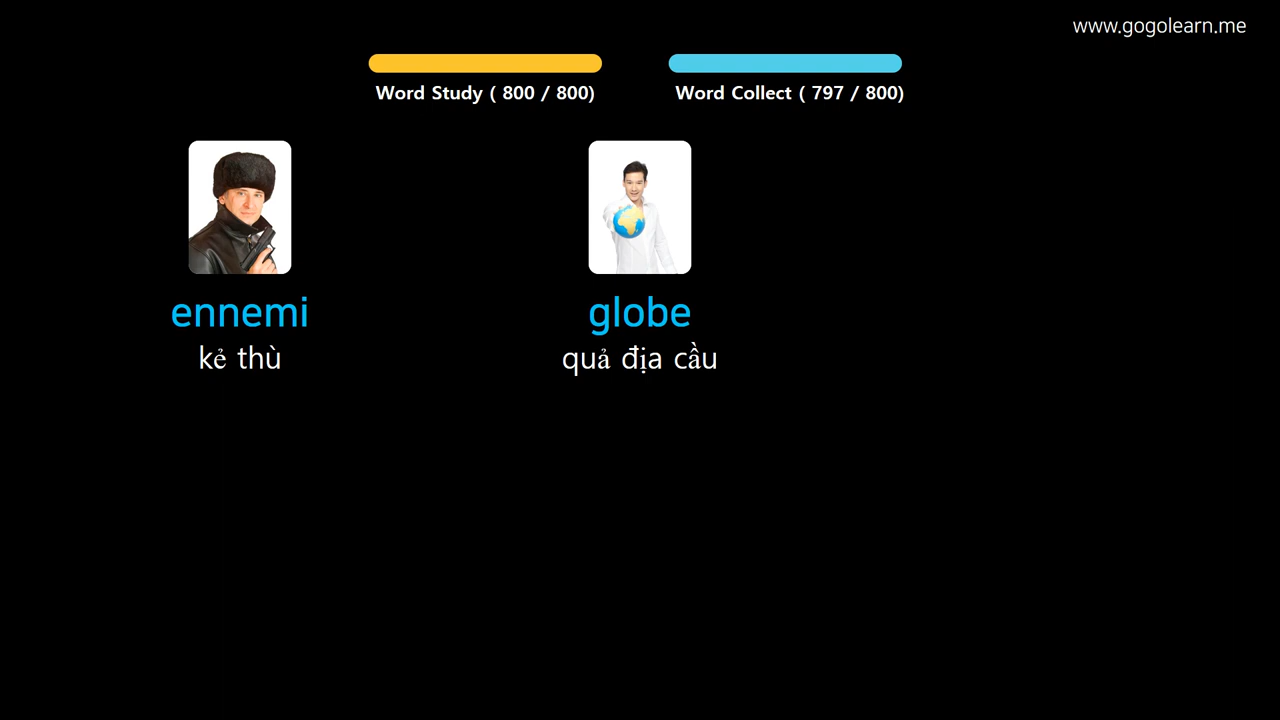 www.gogolearn.me
Word Study ( 800 / 800)
Word Collect ( 797 / 800)
ennemi
kẻ thù
globe
quả địa cầu